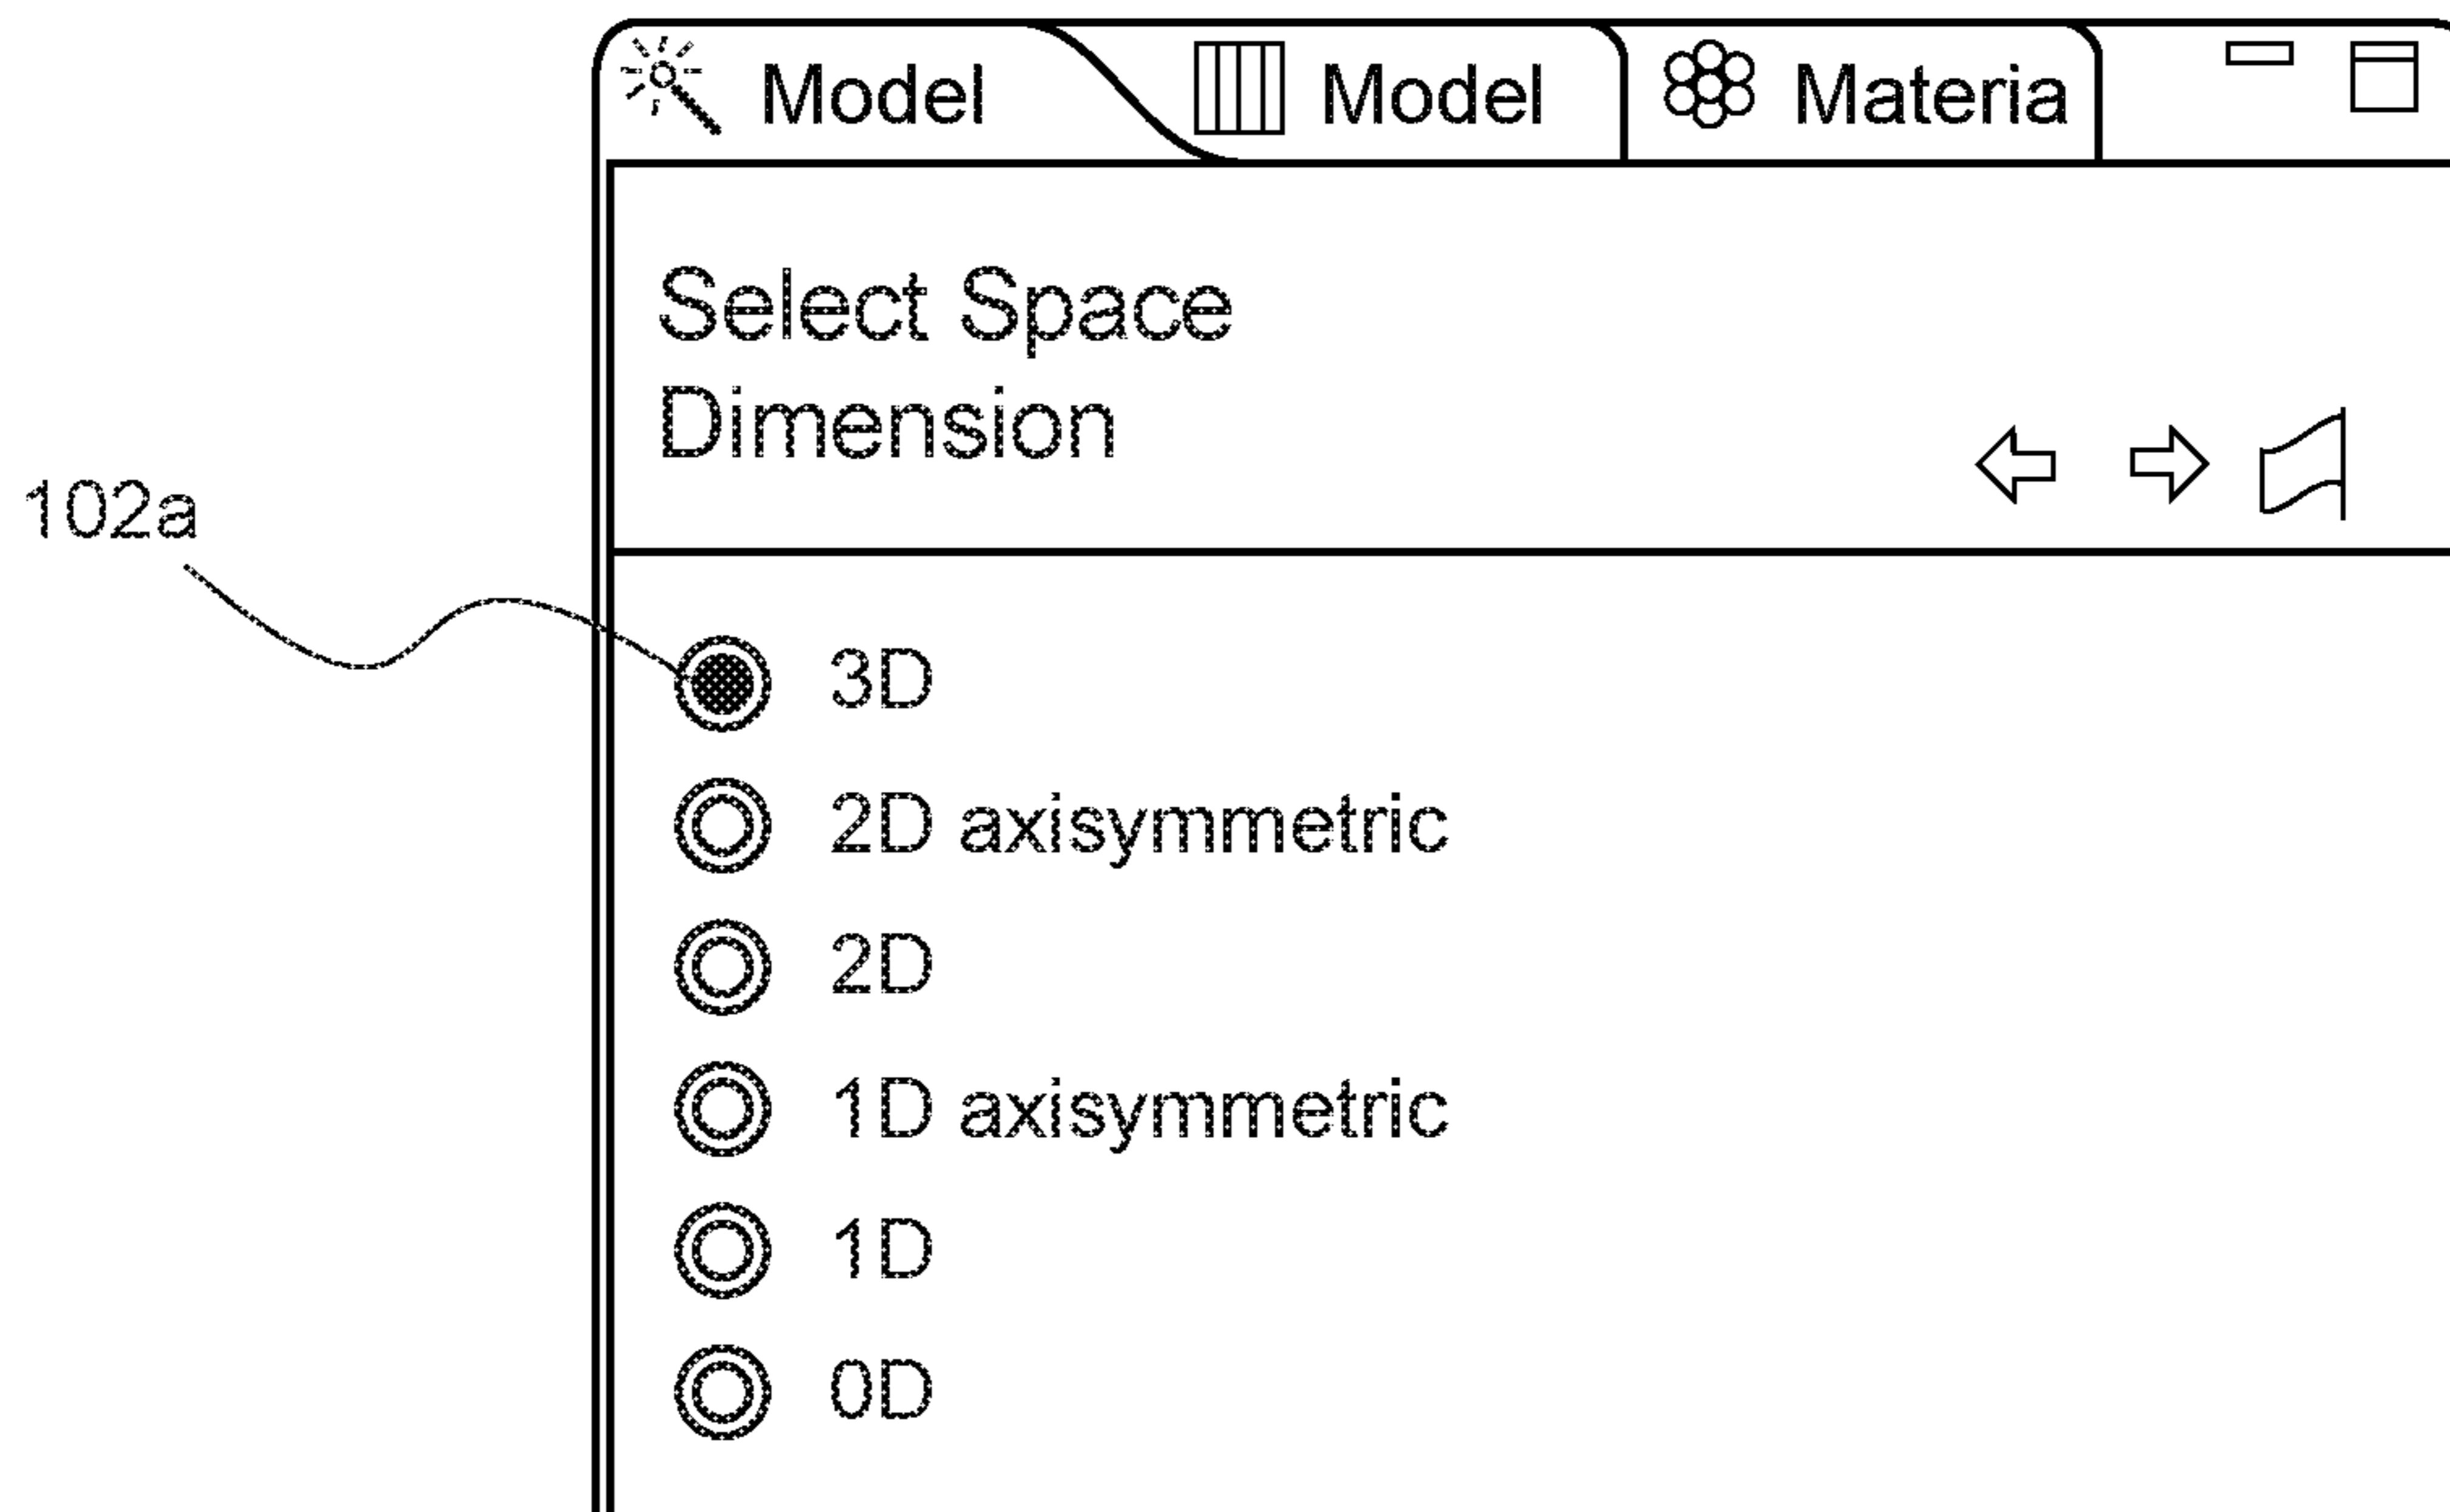 Model Model Materia
Select Space
Dimension
102a
3D
2D axisymmetric
2D
1D axisymmetric
1D
0D